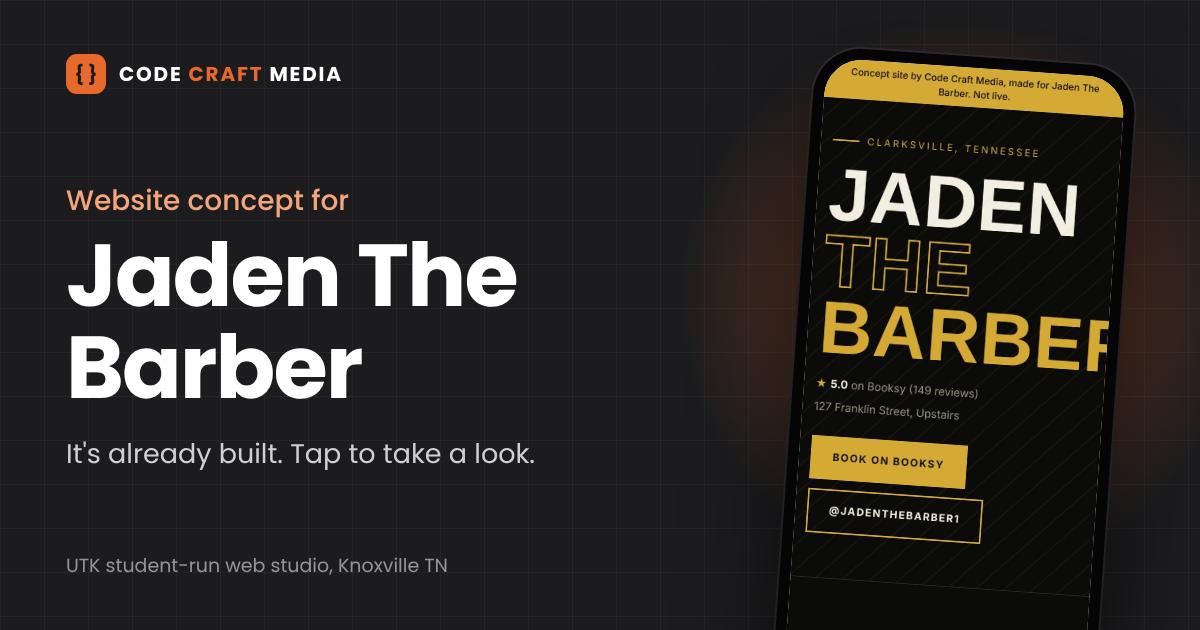 { }
CODE CRAFT MEDIA
Website concept for
Jaden The
Barber
It's already built. Tap to take a look.
UTK student-run web studio, Knoxville TN
Concept site by Code Craft Media, made for Jaden The
Barber. Not live.
CLARKSVILLE, TENNESSEE
JADEN
THE
BARBER
★ 5.0 on Booksy (149 reviews)
127 Franklin Street, Upstairs
BOOK ON BOOKSY
@JADENTHEBARBER1